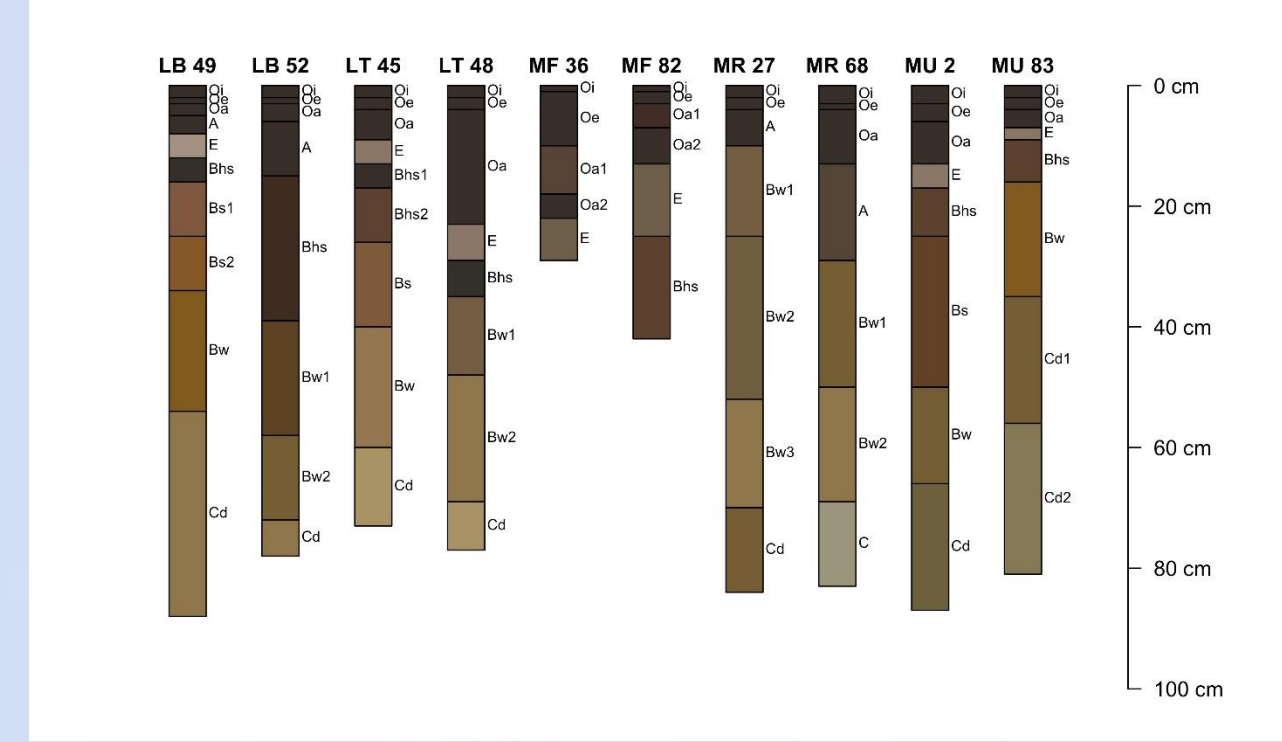 LB 49 LB 52 LT 45 LT 48 MF 36 MF 82 MR 27 MR 68 MU 2 MU 83
Oi
Oe
Oa
A
E
Bhs
Bs1
Bs2
Bw
Cd
Oi
Oe
Oa
A
Bhs
Bw1
Bw2
Cd
Oi
Oe
Oa
E
Bhs1
Bhs2
Bs
Bw
Cd
Oi
Oe
Oa
E
Bhs
Bw1
Bw2
Cd
Oi
Oe
Oa1
Oa2
E
Oi
Oe
Oa1
Oa2
E
Bhs
Oi
Oe
A
Bw1
Bw2
Bw3
Cd
Oi
Oe
Oa
A
Bw1
Bw2
C
Oi
Oe
Oa
E
Bhs
Bs
Bw
Cd
Oi
Oe
Oa
E
Bhs
Bw
Cd1
Cd2
0 cm
20 cm
40 cm
60 cm
80 cm
100 cm